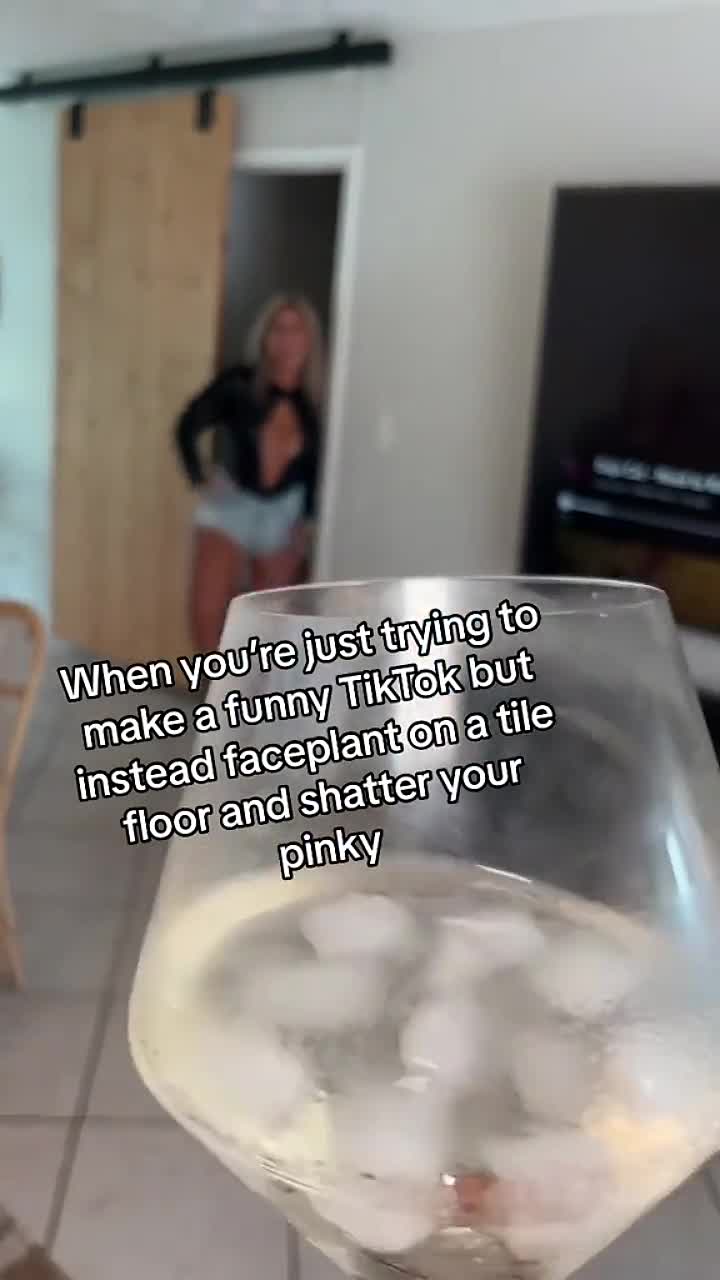 When you're just trying to
make a funny TikTok but
instead faceplant on a tile
floor and shatter your
pinky